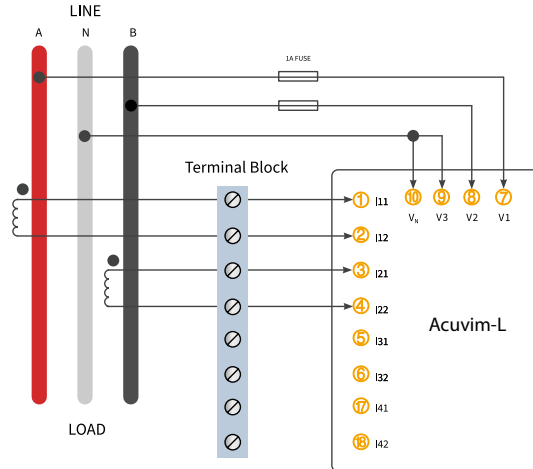 LINE
A N B
1A FUSE
Terminal Block
10 9 8 7
VN V3 V2 V1
1 I11
2 I12
3 I21
4 I22
Acuvim-L
5 I31
6 I32
17 I41
18 I42
LOAD